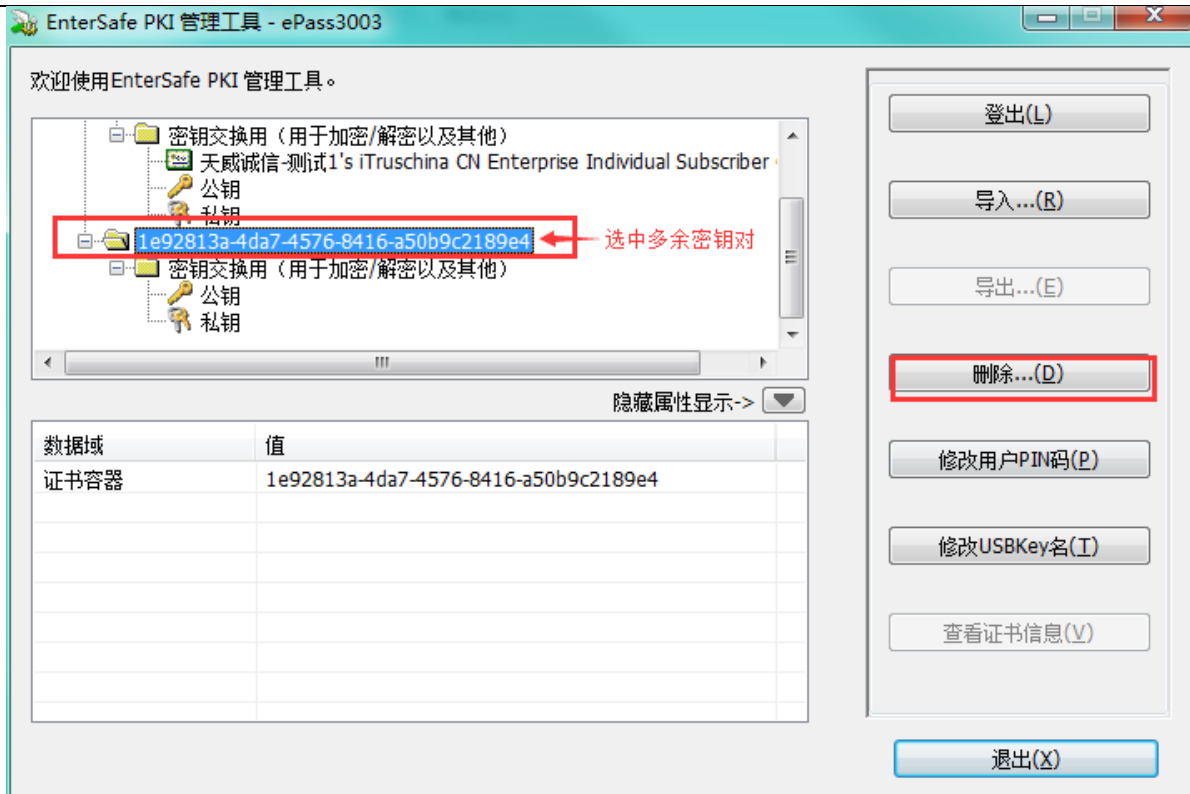 EnterSafe PKI 管理工具 - ePass3003
欢迎使用EnterSafe PKI 管理工具。
密钥交换用（用于加密/解密以及其他）
天威诚信-测试1's iTruschina CN Enterprise Individual Subscriber
公钥
私钥
1e92813a-4da7-4576-8416-a50b9c2189e4
选中多余密钥对
密钥交换用（用于加密/解密以及其他）
公钥
私钥
隐藏属性显示->
数据域 值
证书容器 1e92813a-4da7-4576-8416-a50b9c2189e4
登出(L)
导入...(R)
导出...(E)
删除...(D)
修改用户PIN码(P)
修改USBKey名(T)
查看证书信息(V)
退出(X)